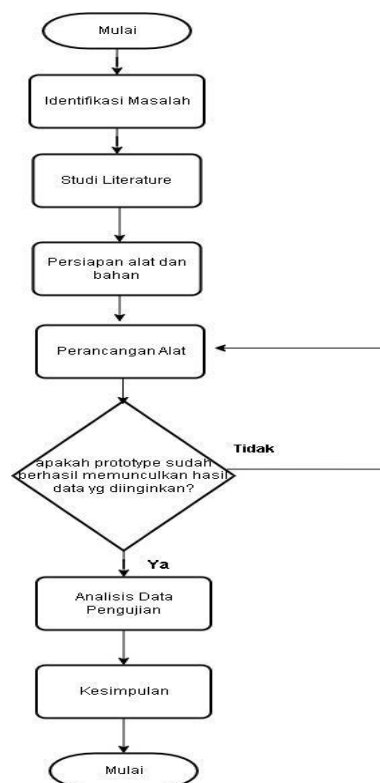 Mulai
Identifikasi Masalah
Studi Literature
Persiapan alat dan
bahan
Perancangan Alat
Tidak
apakah prototype sudah
berhasil memunculkan hasil
data yg diinginkan?
Ya
Analisis Data
Pengujian
Kesimpulan
Mulai